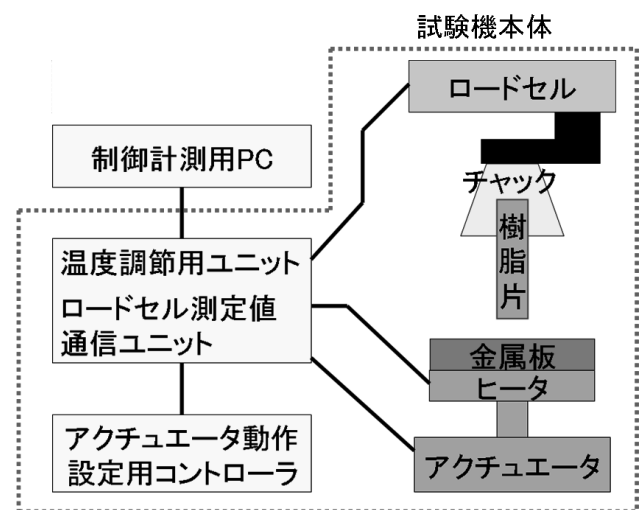 試験機本体
ロードセル
制御計測用PC
チャック
樹脂片
温度調節用ユニット
ロードセル測定値
通信ユニット
金属板
ヒータ
アクチュエータ動作
設定用コントローラ
アクチュエータ